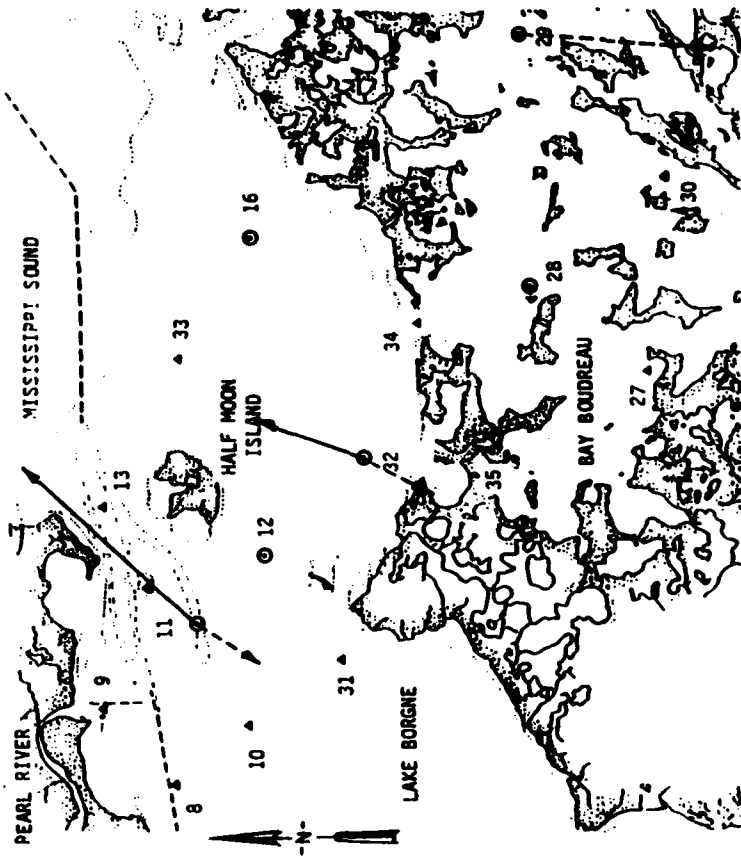 PEARL RIVER
MISSISSIPPI SOUND
9
13
11
33
8
HALF MOON
ISLAND
16
10
12
-N-
31
32
LAKE BORGNE
34
35
28
29
BAY BOUDREAU
27
30